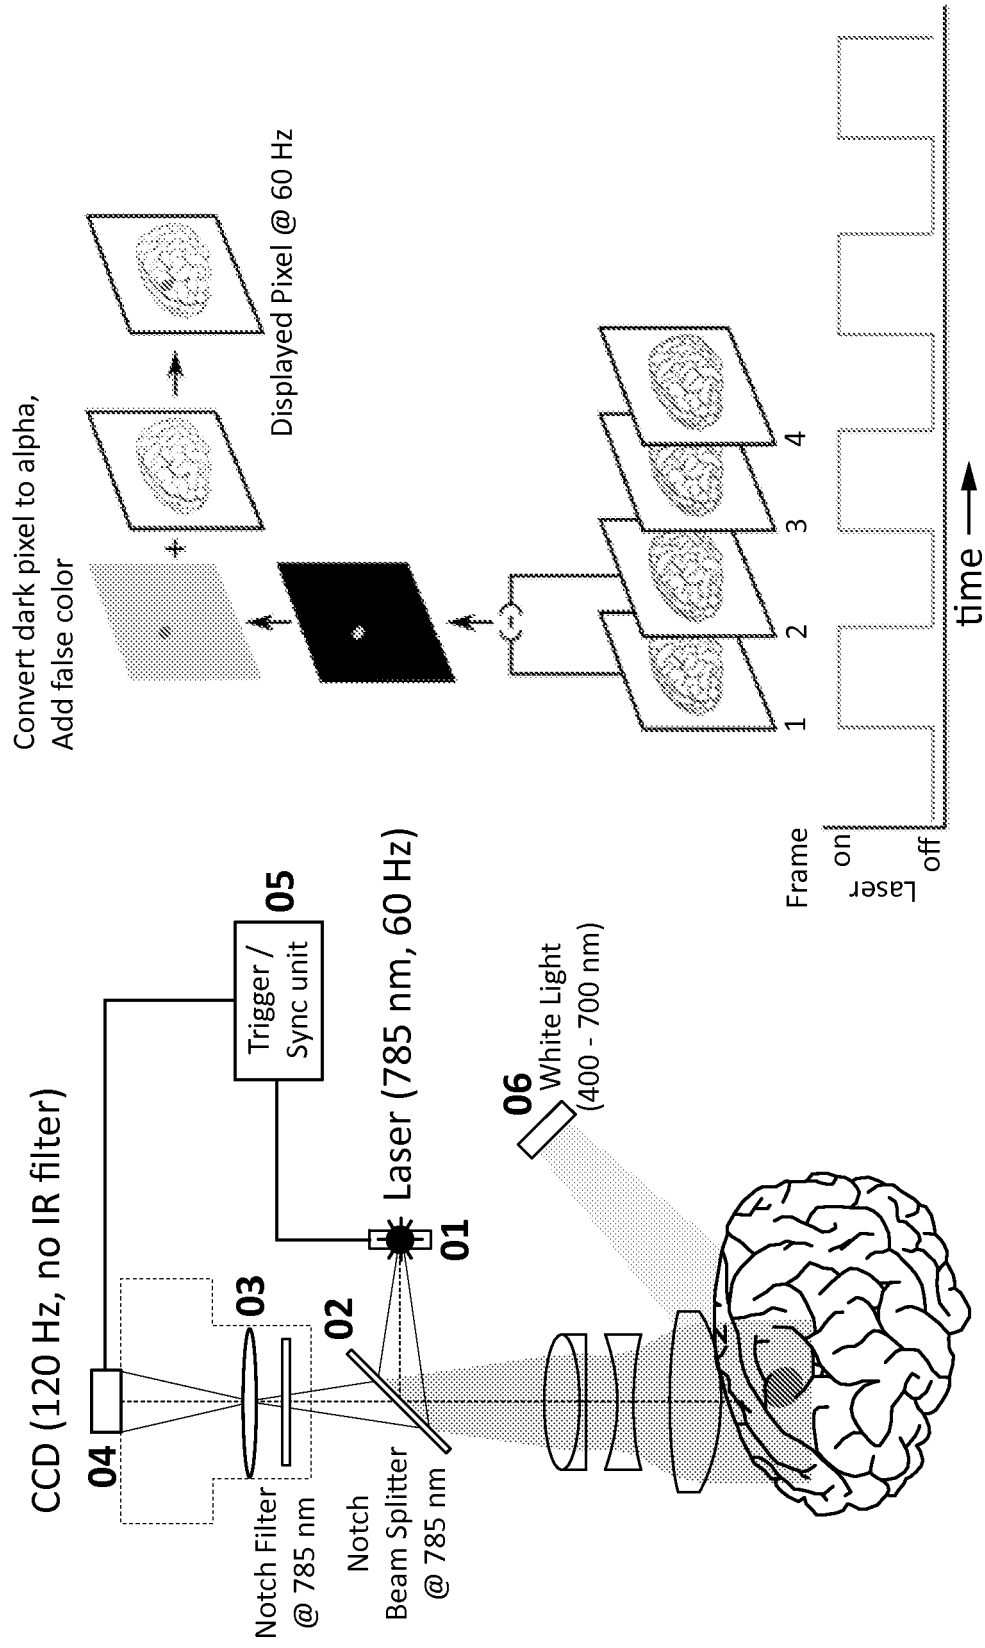 CCD (120 Hz, no IR filter)
04
03
Notch Filter
@ 785 nm
02
Notch
Beam Splitter
@ 785 nm
05
Trigger /
Sync unit
Laser (785 nm, 60 Hz)
01
06
White Light
(400 - 700 nm)
Convert dark pixel to alpha,
Add false color
+
Displayed Pixel @ 60 Hz
(-)
1
2
3
4
Frame
on
Laser
off
time